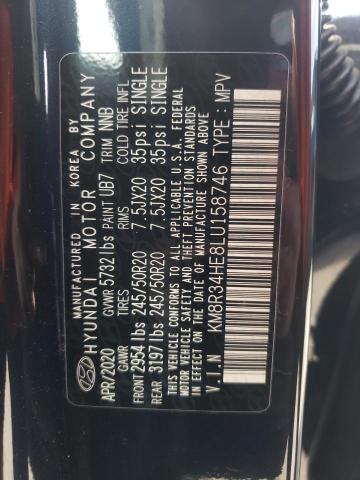 MANUFACTURED IN KOREA BY
HYUNDAI MOTOR COMPANY
APR/2020 GVWR 5732 lbs PAINT UB7 TRIM NNB
GAWR TIRES RIMS COLD TIRE INFL
FRONT 2954 lbs 245/50R20 7.5JX20 35psi SINGLE
REAR 3197 lbs 245/50R20 7.5JX20 35psi SINGLE
THIS VEHICLE CONFORMS TO ALL APPLICABLE U.S.A. FEDERAL
MOTOR VEHICLE SAFETY AND THEFT PREVENTION STANDARDS
IN EFFECT ON THE DATE OF MANUFACTURE SHOWN ABOVE
V.I.N KM8R34HE8LU158746 TYPE: MPV